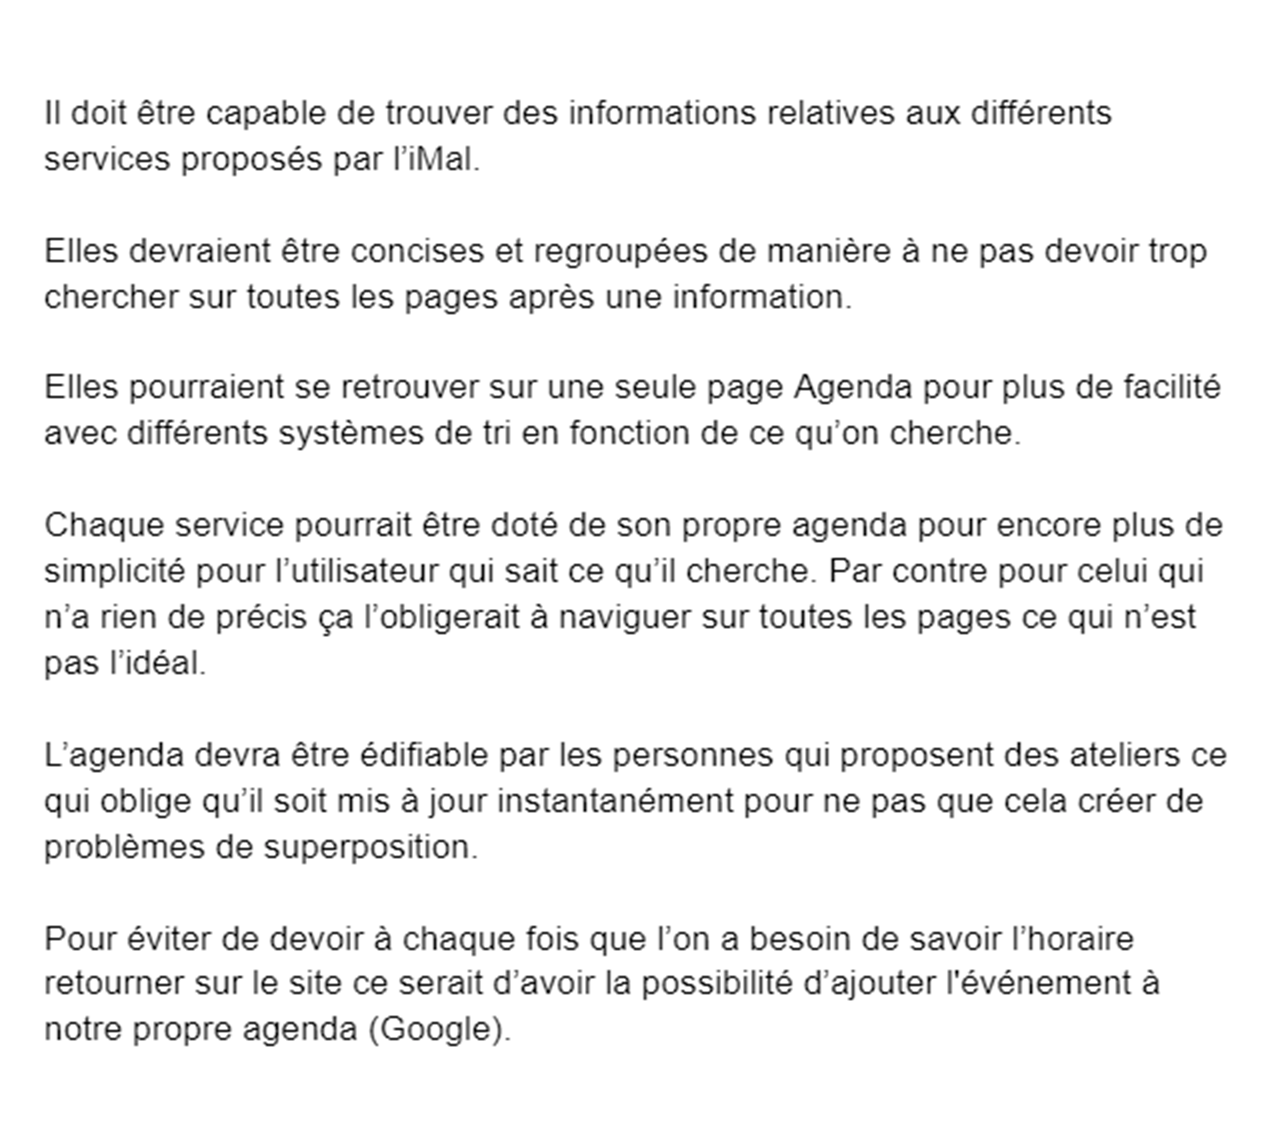 Il doit être capable de trouver des informations relatives aux différents
services proposés par l’iMal.
Elles devraient être concises et regroupées de manière à ne pas devoir trop
chercher sur toutes les pages après une information.
Elles pourraient se retrouver sur une seule page Agenda pour plus de facilité
avec différents systèmes de tri en fonction de ce qu’on cherche.
Chaque service pourrait être doté de son propre agenda pour encore plus de
simplicité pour l’utilisateur qui sait ce qu’il cherche. Par contre pour celui qui
n’a rien de précis ça l’obligerait à naviguer sur toutes les pages ce qui n’est
pas l’idéal.
L’agenda devra être édifiable par les personnes qui proposent des ateliers ce
qui oblige qu’il soit mis à jour instantanément pour ne pas que cela créer de
problèmes de superposition.
Pour éviter de devoir à chaque fois que l’on a besoin de savoir l’horaire
retourner sur le site ce serait d’avoir la possibilité d’ajouter l'événement à
notre propre agenda (Google).